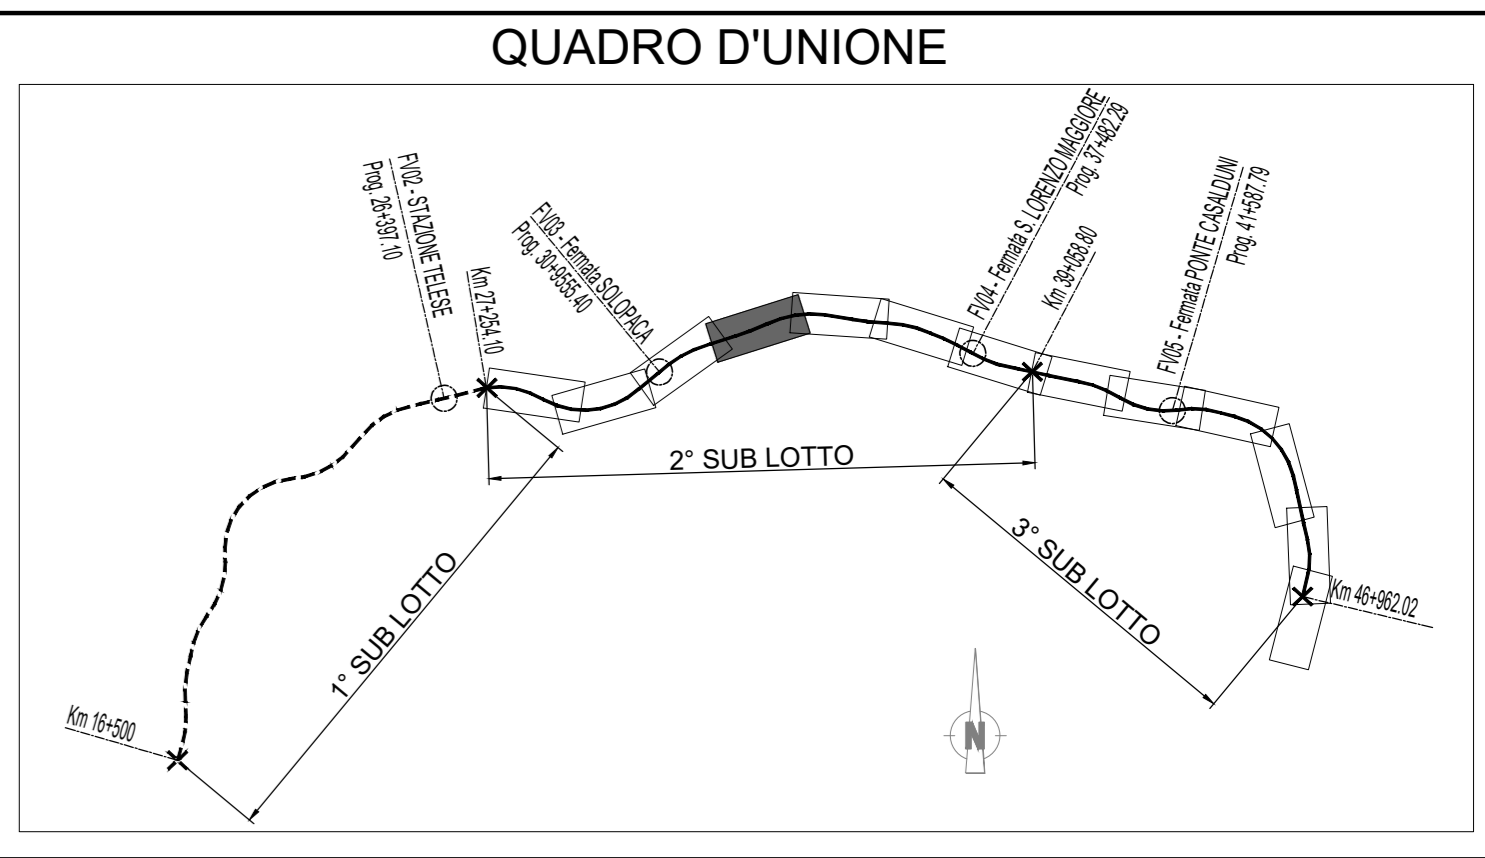 QUADRO D'UNIONE
FV02 - STAZIONE TELESE
Prog. 26+397.10
Km 27+254.10
FV03 - Fermata SOLOPACA
Prog. 30+9555.40
FV04 - Fermata S. LORENZO MAGGIORE
Prog. 37+482.29
Km 39+058.80
FV05 - Fermata PONTE CASALDUNI
Prog. 41+587.79
2° SUB LOTTO
1° SUB LOTTO
3° SUB LOTTO
Km 46+962.02
Km 16+500
N